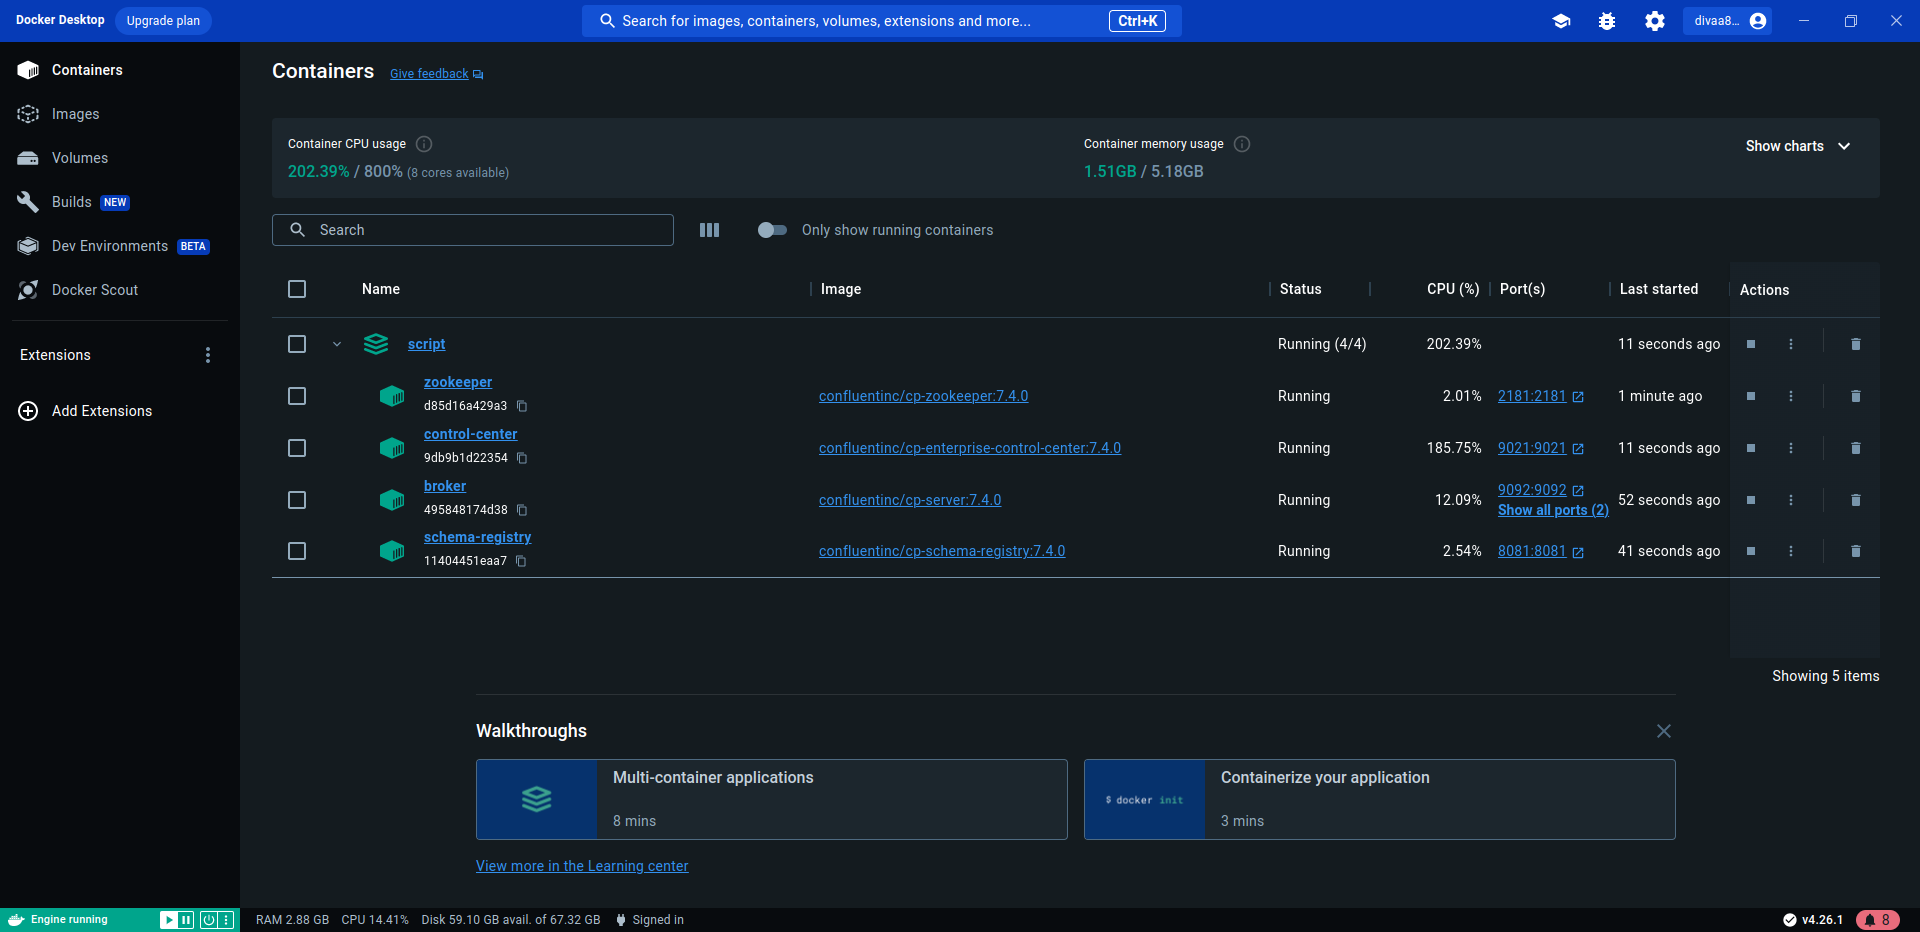 Docker Desktop Upgrade plan Search for images, containers, volumes, extensions and more... Ctrl+K divaa8...
Containers
Images
Volumes
Builds NEW
Dev Environments BETA
Docker Scout
Extensions
Add Extensions
Containers Give feedback
Container CPU usage
202.39% / 800% (8 cores available)
Container memory usage
1.51GB / 5.18GB
Show charts
Search
Only show running containers
Name Image Status CPU (%) Port(s) Last started Actions
script Running (4/4) 202.39% 11 seconds ago
zookeeper
d85d16a429a3
confluentinc/cp-zookeeper:7.4.0 Running 2.01% 2181:2181 1 minute ago
control-center
9db9b1d22354
confluentinc/cp-enterprise-control-center:7.4.0 Running 185.75% 9021:9021 11 seconds ago
broker
495848174d38
confluentinc/cp-server:7.4.0 Running 12.09% 9092:9092
Show all ports (2)
52 seconds ago
schema-registry
11404451eaa7
confluentinc/cp-schema-registry:7.4.0 Running 2.54% 8081:8081 41 seconds ago
Showing 5 items
Walkthroughs
Multi-container applications
8 mins
$ docker init
Containerize your application
3 mins
View more in the Learning center
Engine running RAM 2.88 GB CPU 14.41% Disk 59.10 GB avail. of 67.32 GB Signed in v4.26.1 8